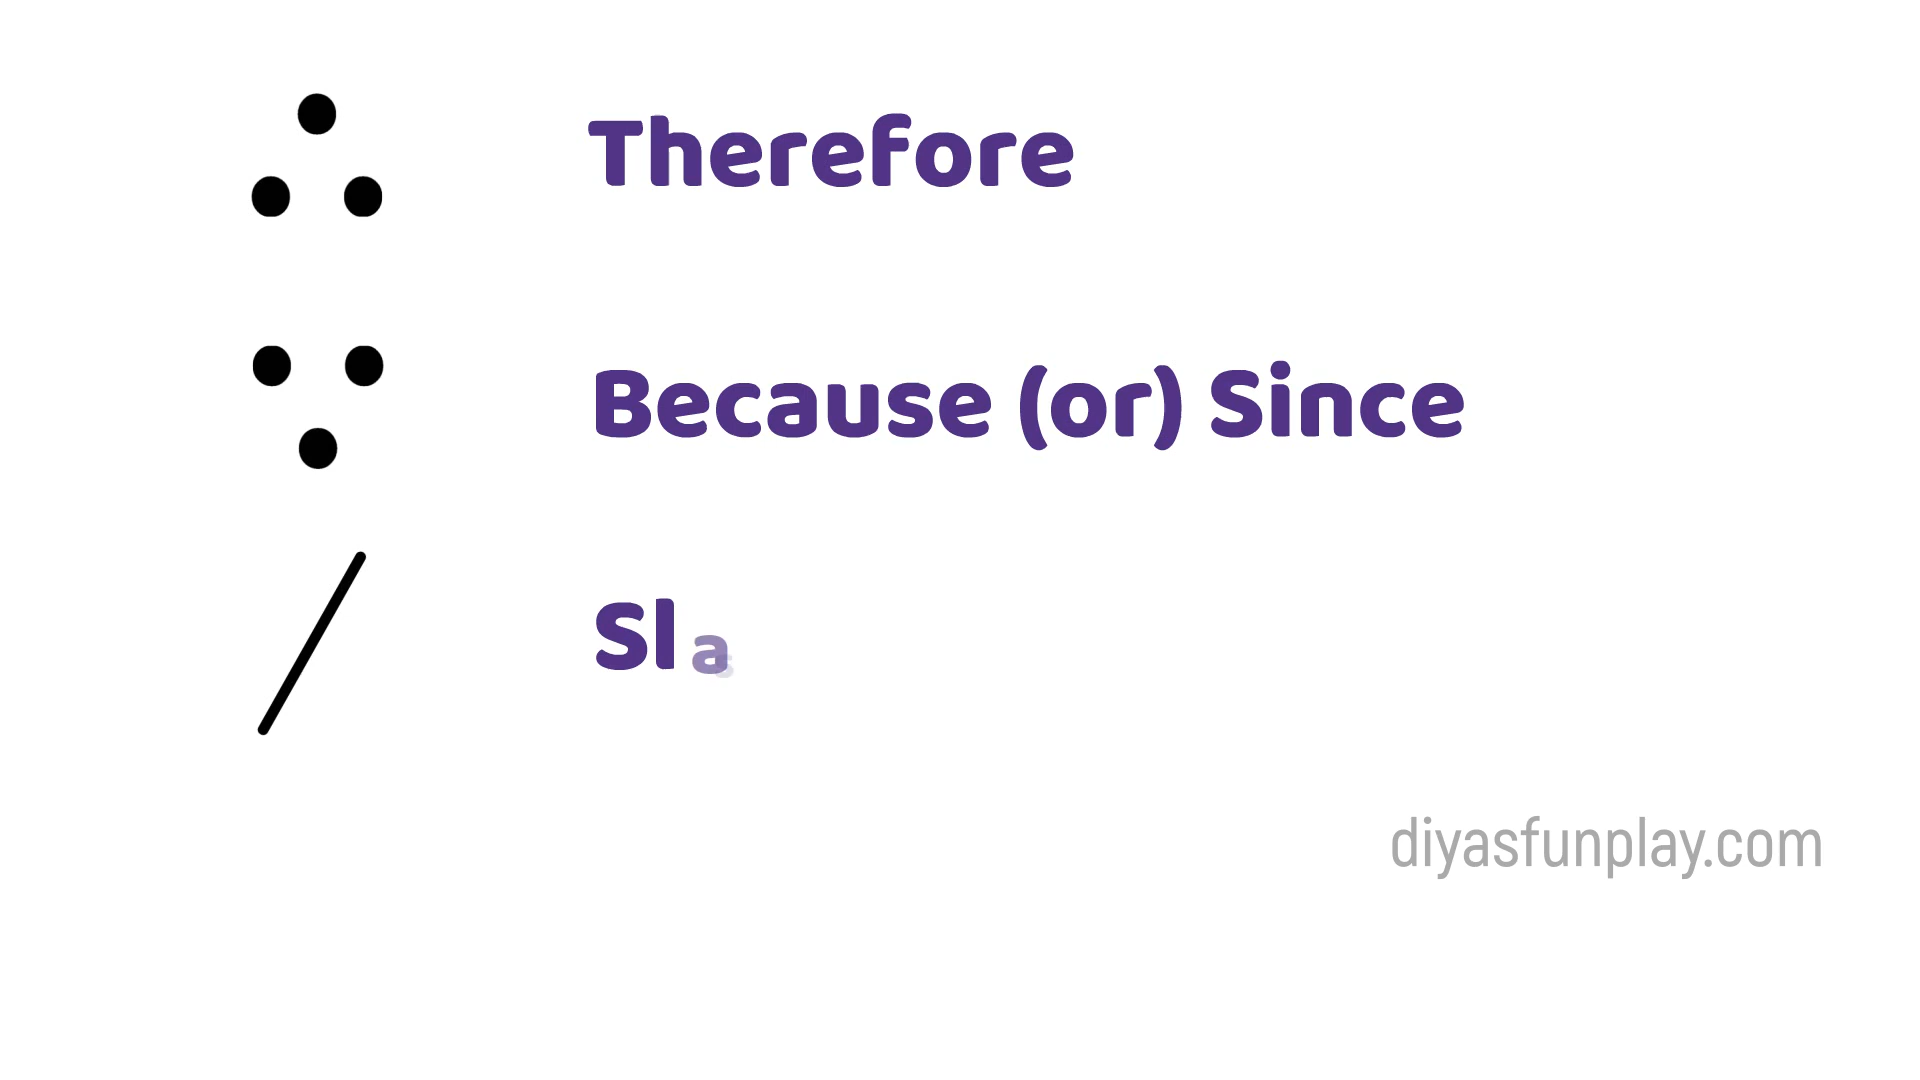 ∴ Therefore
∵ Because (or) Since
/ Sla
diyasfunplay.com